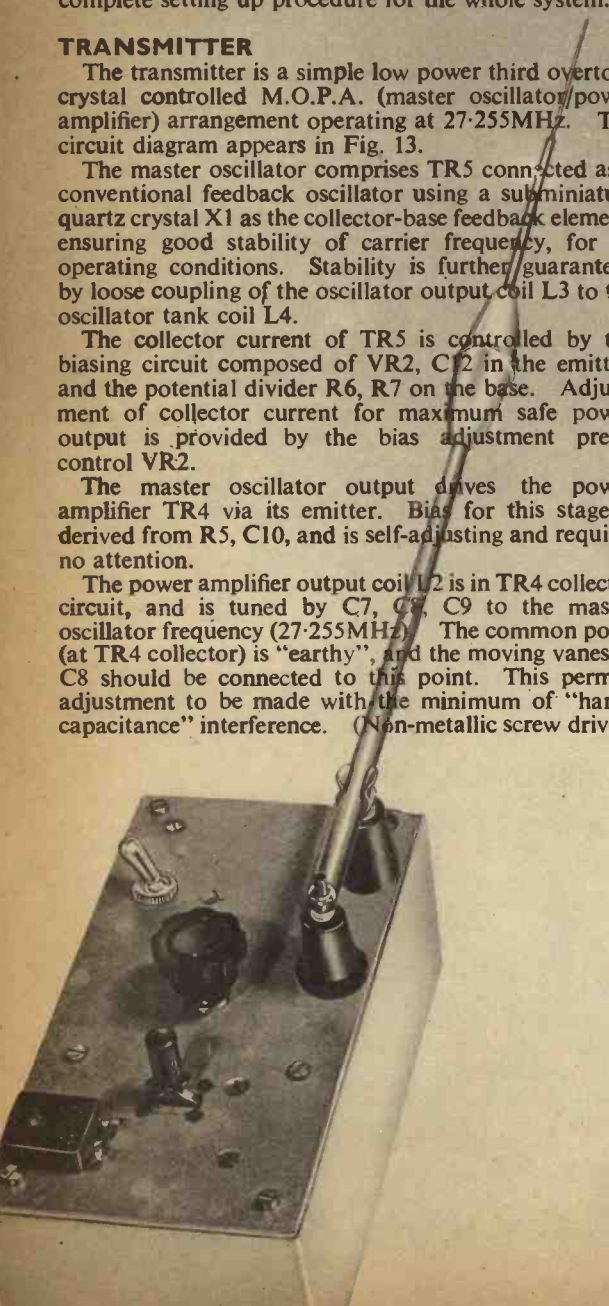 complete setting up procedure for the whole system.
TRANSMITTER
The transmitter is a simple low power third overto
crystal controlled M.O.P.A. (master oscillator/pow
amplifier) arrangement operating at 27·255MHz. T
circuit diagram appears in Fig. 13.
The master oscillator comprises TR5 connected as
conventional feedback oscillator using a subminiatu
quartz crystal X1 as the collector-base feedback eleme
ensuring good stability of carrier frequency, for
operating conditions. Stability is further guarante
by loose coupling of the oscillator output coil L3 to t
oscillator tank coil L4.
The collector current of TR5 is controlled by t
biasing circuit composed of VR2, C12 in the emitt
and the potential divider R6, R7 on the base. Adju
ment of collector current for maximum safe pow
output is provided by the bias adjustment pre
control VR2.
The master oscillator output drives the pow
amplifier TR4 via its emitter. Bias for this stage
derived from R5, C10, and is self-adjusting and requi
no attention.
The power amplifier output coil L2 is in TR4 collect
circuit, and is tuned by C7, C8, C9 to the mas
oscillator frequency (27·255MHz). The common po
(at TR4 collector) is “earthy”, and the moving vanes
C8 should be connected to this point. This perm
adjustment to be made with the minimum of “han
capacitance” interference. (Non-metallic screw driv